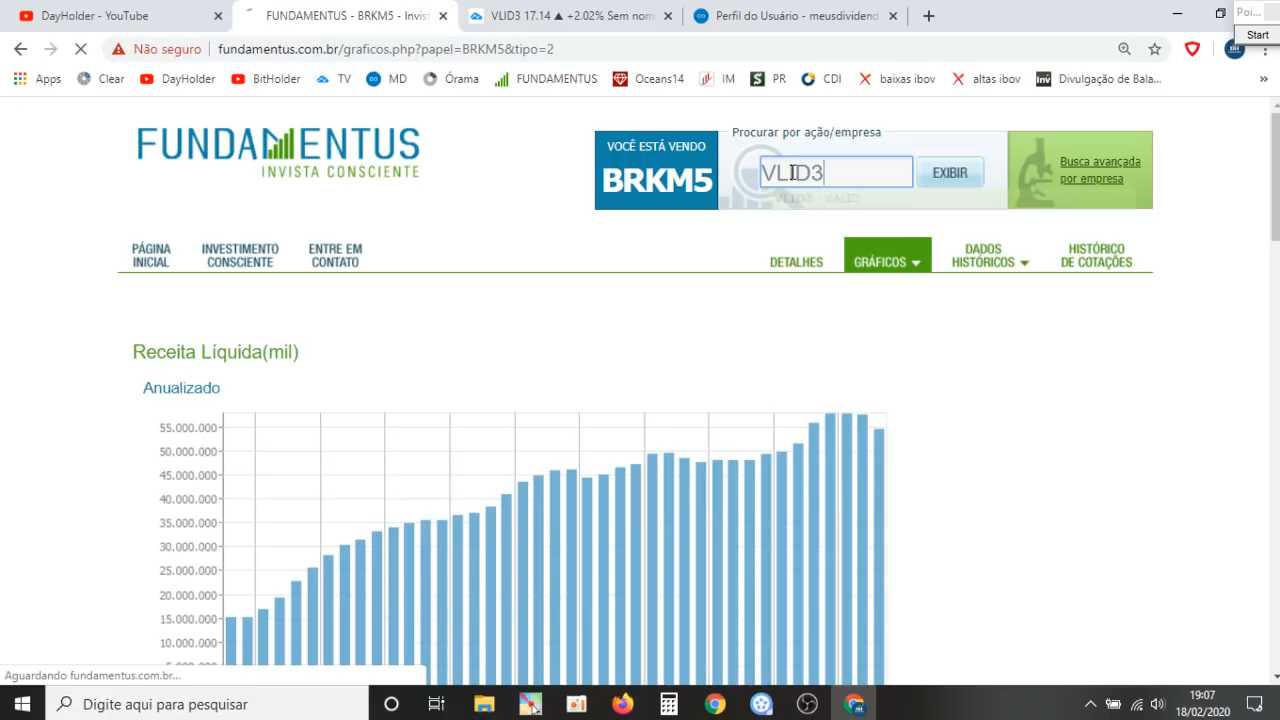 DayHolder - YouTube
FUNDAMENTUS - BRKM5 - Invist
VLID3 17.14 ▲ +2.02% Sem nom
Perfil do Usuário - meusdividend
Poi...
Start
Não seguro
fundamentus.com.br/graficos.php?papel=BRKM5&tipo=2
Apps
Clear
DayHolder
BitHolder
TV
MD
Órama
FUNDAMENTUS
Oceans14
IM
PR
CDI
baixas ibov
altas ibov
Divulgação de Bala...
»
FUNDAMENTUS
INVISTA CONSCIENTE
VOCÊ ESTÁ VENDO
BRKM5
Procurar por ação/empresa
VLID3
EXIBIR
VLID3 - VALID
Busca avançada
por empresa
PÁGINA
INICIAL
INVESTIMENTO
CONSCIENTE
ENTRE EM
CONTATO
DETALHES
GRÁFICOS
DADOS
HISTÓRICOS
HISTÓRICO
DE COTAÇÕES
Receita Líquida(mil)
Anualizado
55.000.000
50.000.000
45.000.000
40.000.000
35.000.000
30.000.000
25.000.000
20.000.000
15.000.000
10.000.000
Aguardando fundamentus.com.br...
Digite aqui para pesquisar
19:07
18/02/2020